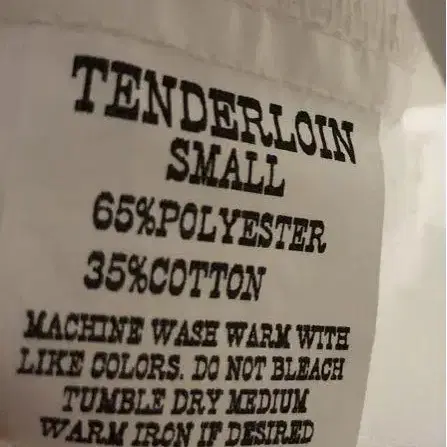 TENDERLOIN
SMALL
65%POLYESTER
35%COTTON
MACHINE WASH WARM WITH
LIKE COLORS. DO NOT BLEACH
TUMBLE DRY MEDIUM
WARM IRON IF DESIRED